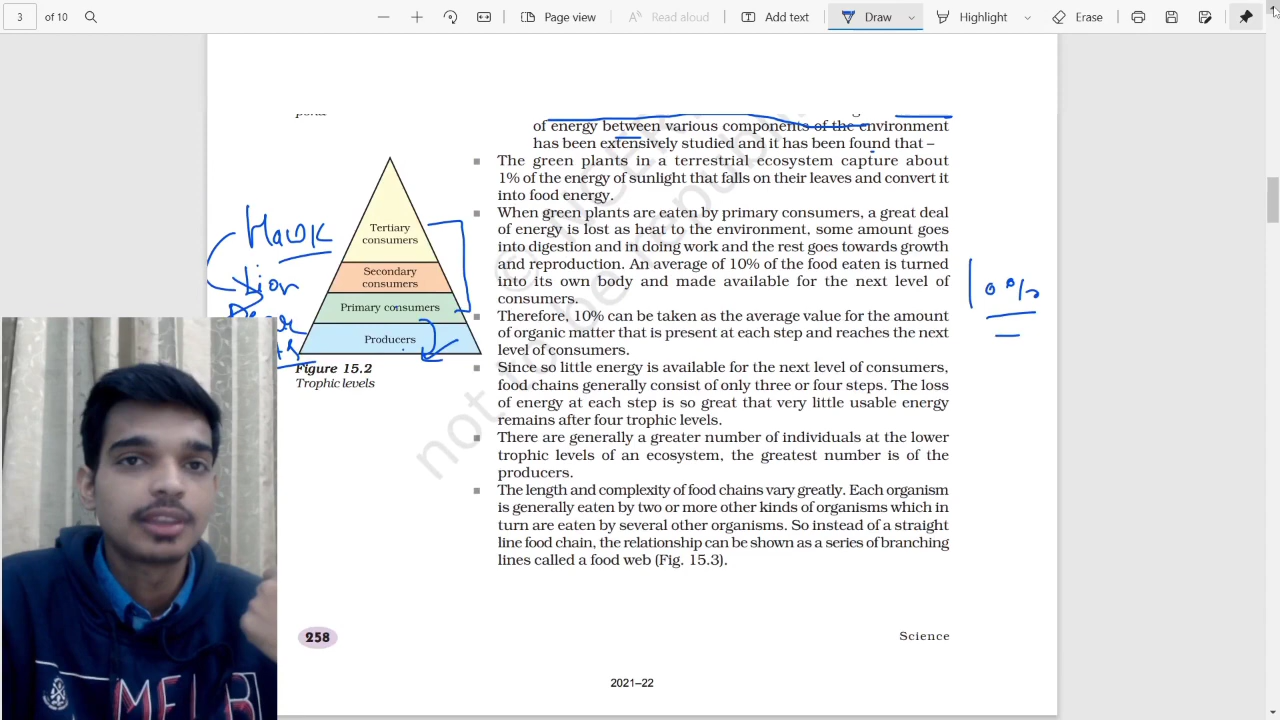 3 of 10 Page view Read aloud Add text Draw Highlight Erase
of energy between various components of the environment
has been extensively studied and it has been found that –
■ The green plants in a terrestrial ecosystem capture about
1% of the energy of sunlight that falls on their leaves and convert it
into food energy.
■ When green plants are eaten by primary consumers, a great deal
of energy is lost as heat to the environment, some amount goes
into digestion and in doing work and the rest goes towards growth
and reproduction. An average of 10% of the food eaten is turned
into its own body and made available for the next level of
consumers.
■ Therefore, 10% can be taken as the average value for the amount
of organic matter that is present at each step and reaches the next
level of consumers.
■ Since so little energy is available for the next level of consumers,
food chains generally consist of only three or four steps. The loss
of energy at each step is so great that very little usable energy
remains after four trophic levels.
■ There are generally a greater number of individuals at the lower
trophic levels of an ecosystem, the greatest number is of the
producers.
■ The length and complexity of food chains vary greatly. Each organism
is generally eaten by two or more other kinds of organisms which in
turn are eaten by several other organisms. So instead of a straight
line food chain, the relationship can be shown as a series of branching
lines called a food web (Fig. 15.3).
Tertiary
consumers
Secondary
consumers
Primary consumers
Producers
Hawk
Lion
Figure 15.2
Trophic levels
10%
not to be republi
MELB
258
Science
2021–22